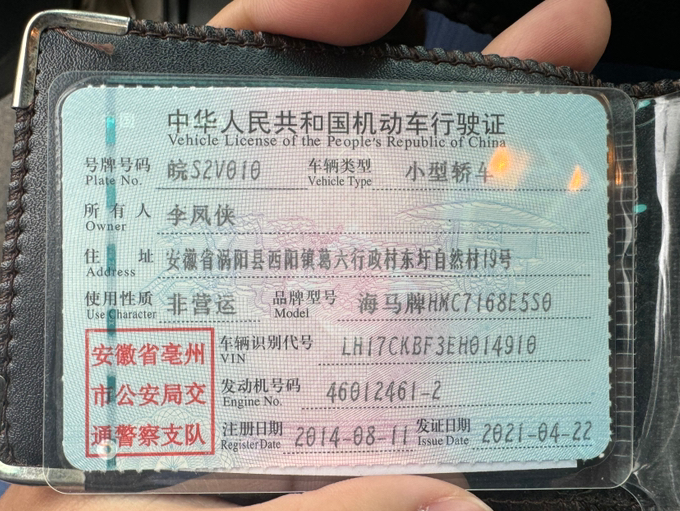 中华人民共和国机动车行驶证
Vehicle License of the People's Republic of China
号牌号码 皖S2V010 车辆类型 小型轿车
Plate No. Vehicle Type
所有人 李凤侠
Owner
住址 安徽省涡阳县西阳镇葛六行政村东圩自然村19号
Address
使用性质 非营运 品牌型号 海马牌HMC7168E5S0
Use Character Model
安徽省亳州
市公安局交
通警察支队
车辆识别代号 LH17CKBF3EH014910
VIN
发动机号码 46012461-2
Engine No.
注册日期 2014-08-11 发证日期 2021-04-22
Register Date Issue Date